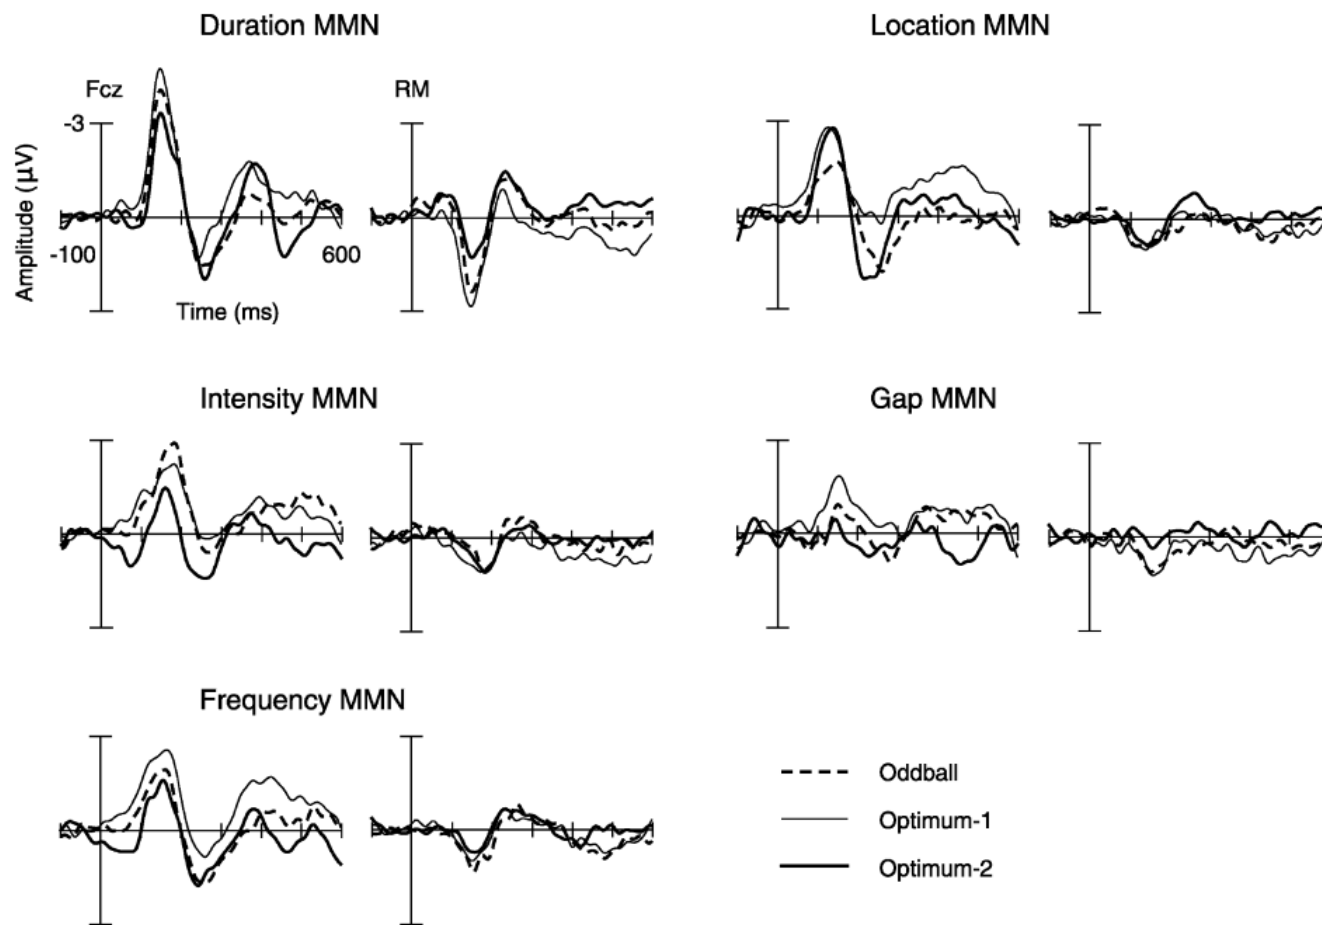 Duration MMN
Location MMN
Fcz
RM
-3
Amplitude (µV)
-100
600
Time (ms)
Intensity MMN
Gap MMN
Frequency MMN
Oddball
Optimum-1
Optimum-2